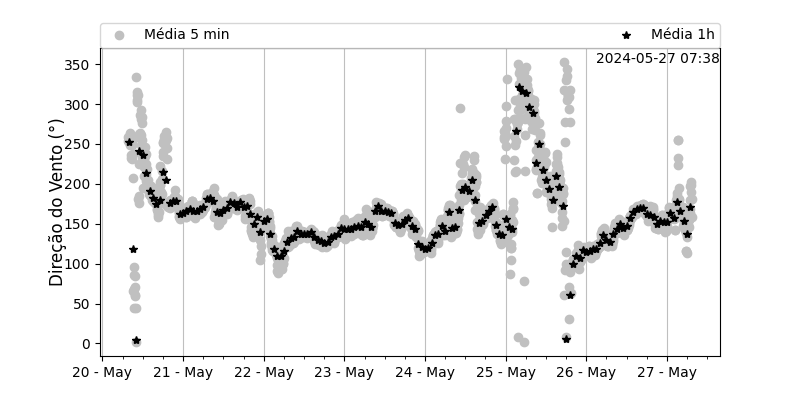 Média 5 min
Média 1h
2024-05-27 07:38
Direção do Vento (°)
350
300
250
200
150
100
50
0
20 - May
21 - May
22 - May
23 - May
24 - May
25 - May
26 - May
27 - May